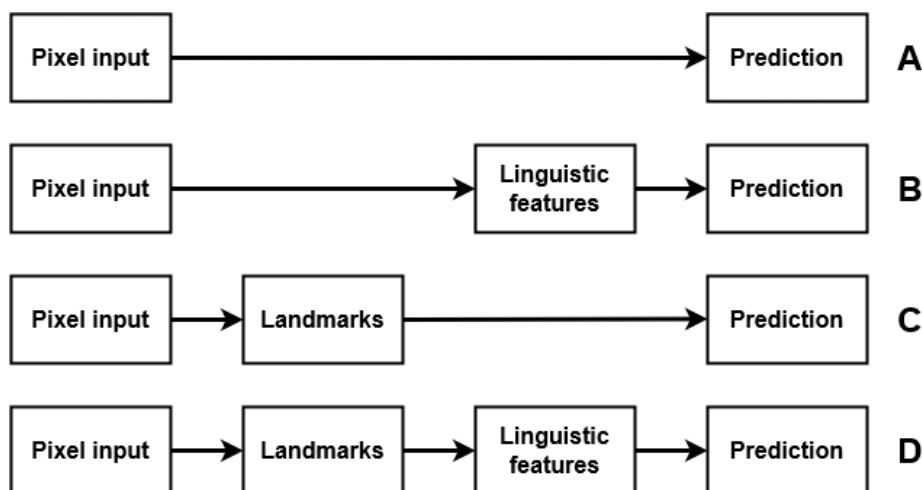 Pixel input Prediction A
Pixel input Linguistic features Prediction B
Pixel input Landmarks Prediction C
Pixel input Landmarks Linguistic features Prediction D